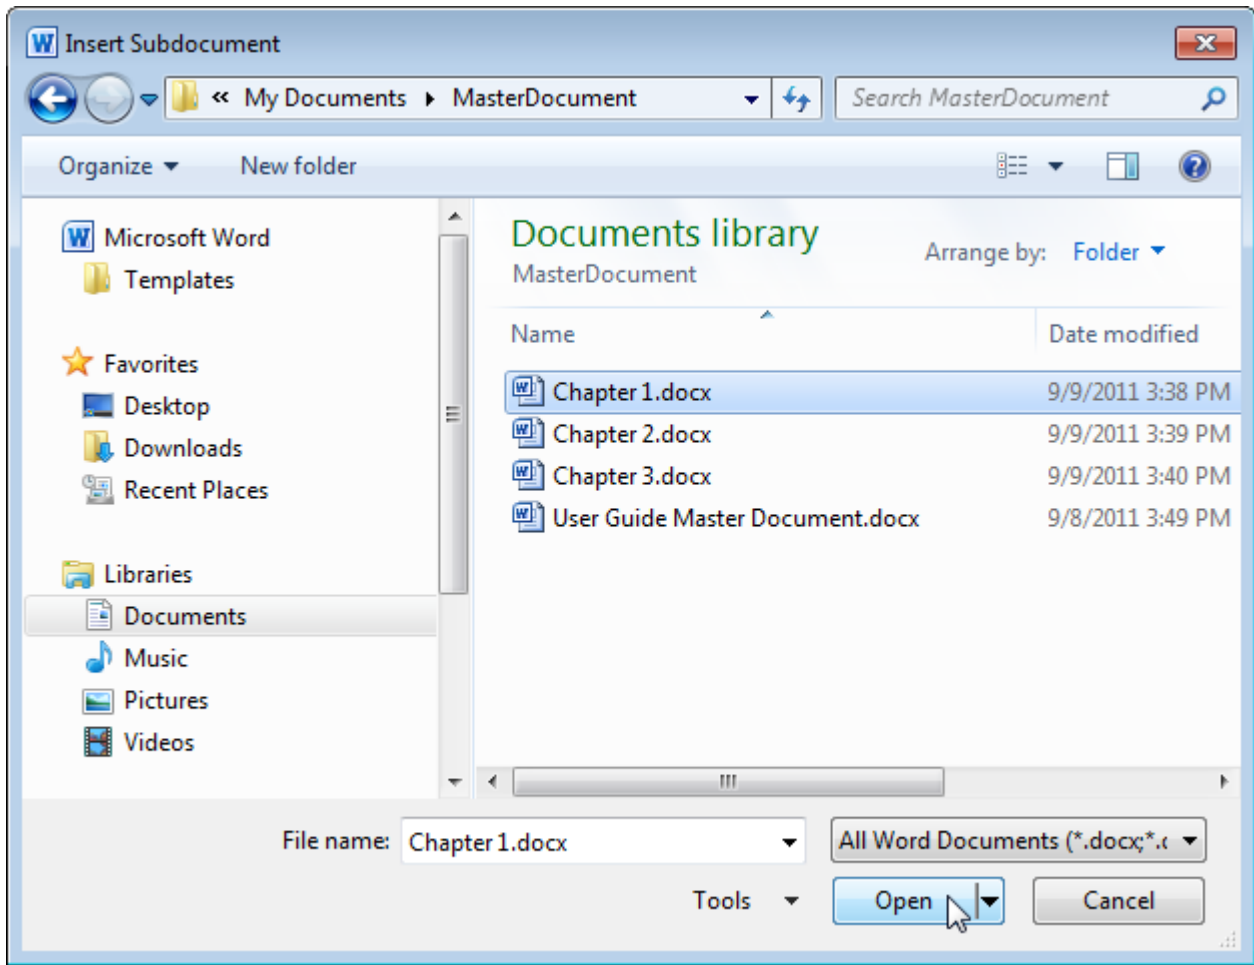 Insert Subdocument
« My Documents MasterDocument
Search MasterDocument
Organize New folder
Microsoft Word
Templates
Favorites
Desktop
Downloads
Recent Places
Libraries
Documents
Music
Pictures
Videos
Documents library
MasterDocument
Arrange by: Folder
Name Date modified
Chapter 1.docx 9/9/2011 3:38 PM
Chapter 2.docx 9/9/2011 3:39 PM
Chapter 3.docx 9/9/2011 3:40 PM
User Guide Master Document.docx 9/8/2011 3:49 PM
File name: Chapter 1.docx All Word Documents (*.docx;*.
Tools Open Cancel